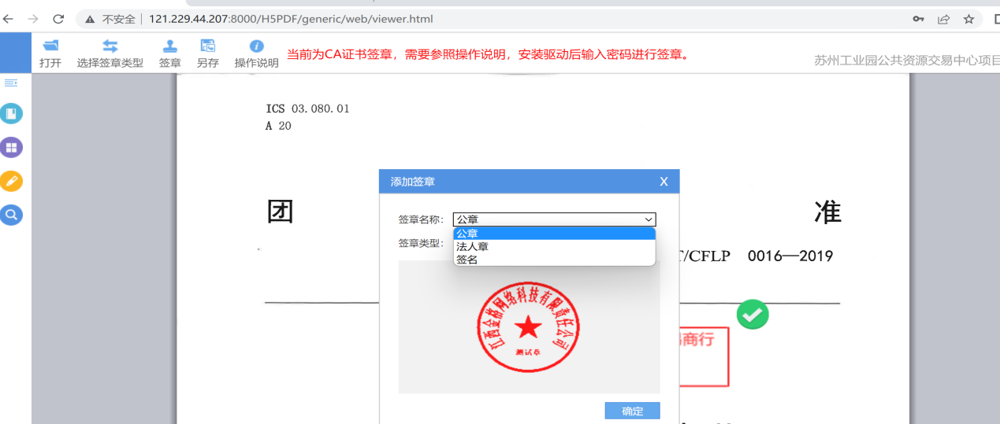 不安全 121.229.44.207:8000/H5PDF/generic/web/viewer.html
打开 选择签章类型 签章 另存 操作说明 当前为CA证书签章，需要参照操作说明，安装驱动后输入密码进行签章。
苏州工业园公共资源交易中心项目
ICS 03.080.01
A 20
添加签章 X
团 准
签章名称： 公章
公章
签章类型：
法人章
签名
T/CFLP 0016—2019
江西金格网络科技有限责任公司
测试章
商行
确定